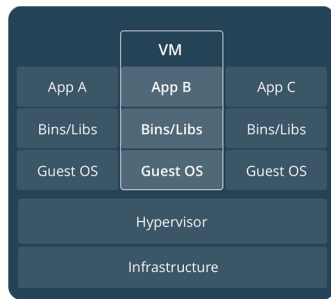 VM
App A App B App C
Bins/Libs Bins/Libs Bins/Libs
Guest OS Guest OS Guest OS
Hypervisor
Infrastructure